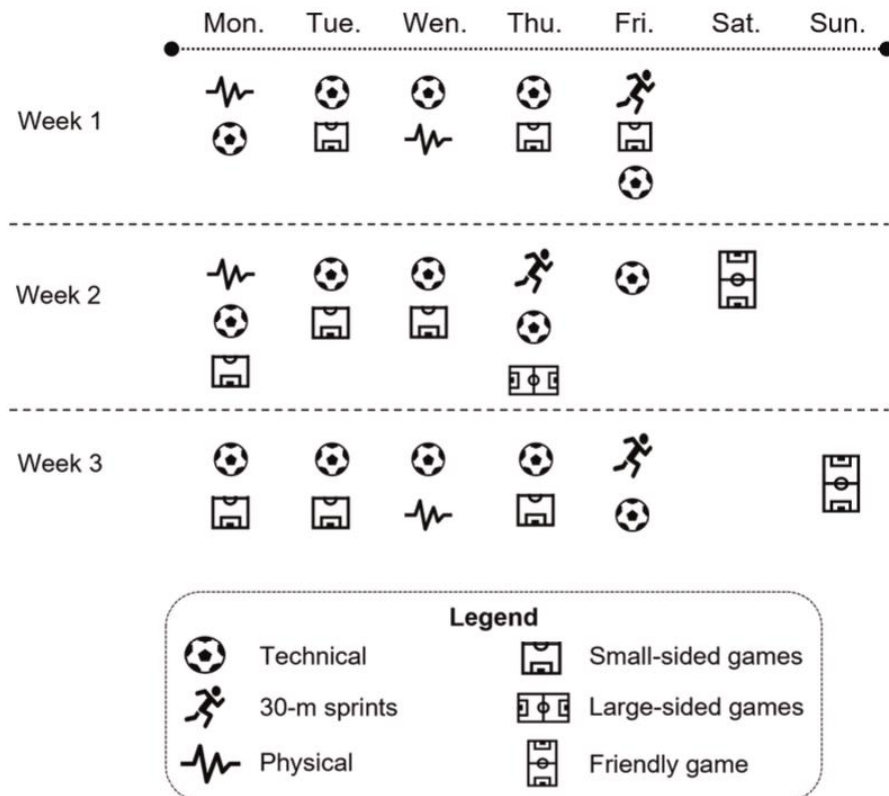 Mon. Tue. Wen. Thu. Fri. Sat. Sun.
Week 1
Week 2
Week 3
Legend
Technical Small-sided games
30-m sprints Large-sided games
Physical Friendly game